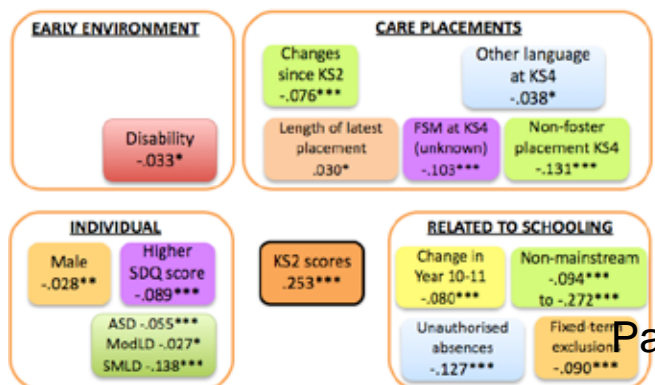 EARLY ENVIRONMENT
Disability
-.033*
CARE PLACEMENTS
Changes
since KS2
-.076***
Other language
at KS4
-.038*
Length of latest
placement
.030*
FSM at KS4
(unknown)
-.103***
Non-foster
placement KS4
-.131***
INDIVIDUAL
Male
-.028**
Higher
SDQ score
-.089***
ASD -.055***
ModLD -.027*
SMLD -.138***
KS2 scores
.253***
RELATED TO SCHOOLING
Change in
Year 10-11
-.080***
Non-mainstream
-.094***
to -.272***
Unauthorised
absences
-.127***
Fixed-term
exclusions
-.090***
Pa